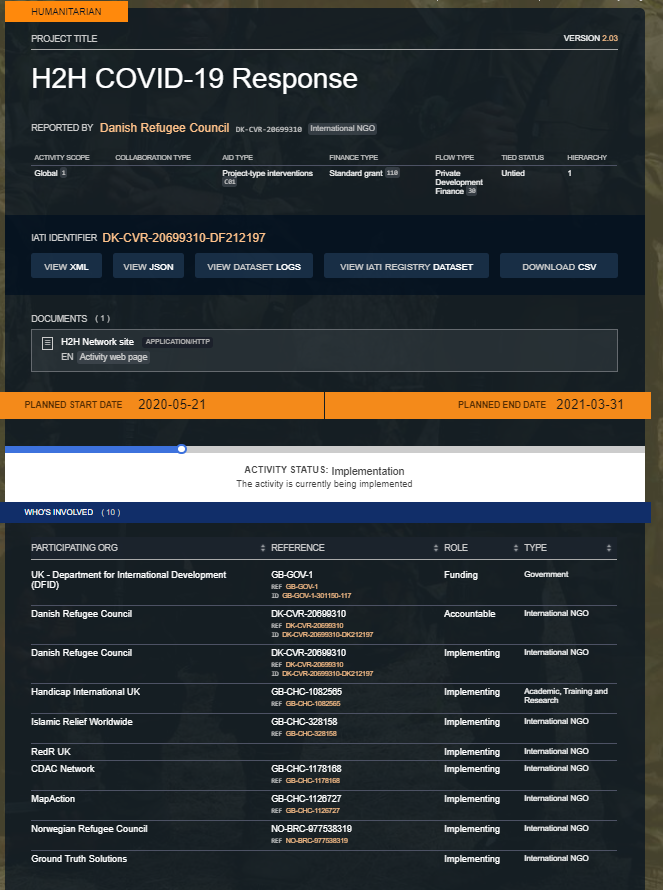 HUMANITARIAN
PROJECT TITLE VERSION 2.03
H2H COVID-19 Response
REPORTED BY Danish Refugee Council DK-CVR-20699310 International NGO
ACTIVITY SCOPE COLLABORATION TYPE AID TYPE FINANCE TYPE FLOW TYPE TIED STATUS HIERARCHY
Global 1 Project-type interventions C01 Standard grant 110 Private Development Finance 30 Untied 1
IATI IDENTIFIER DK-CVR-20699310-DF212197
VIEW XML VIEW JSON VIEW DATASET LOGS VIEW IATI REGISTRY DATASET DOWNLOAD CSV
DOCUMENTS ( 1 )
H2H Network site APPLICATION/HTTP
EN Activity web page
PLANNED START DATE 2020-05-21 PLANNED END DATE 2021-03-31
ACTIVITY STATUS: Implementation
The activity is currently being implemented
WHO'S INVOLVED ( 10 )
PARTICIPATING ORG REFERENCE ROLE TYPE
UK - Department for International Development (DFID) GB-GOV-1 Funding Government
REF GB-GOV-1
ID GB-GOV-1-301150-117
Danish Refugee Council DK-CVR-20699310 Accountable International NGO
REF DK-CVR-20699310
ID DK-CVR-20699310-DK212197
Danish Refugee Council DK-CVR-20699310 Implementing International NGO
REF DK-CVR-20699310
ID DK-CVR-20699310-DK212197
Handicap International UK GB-CHC-1082565 Implementing Academic, Training and Research
REF GB-CHC-1082565
Islamic Relief Worldwide GB-CHC-328158 Implementing International NGO
REF GB-CHC-328158
RedR UK Implementing International NGO
CDAC Network GB-CHC-1178168 Implementing International NGO
REF GB-CHC-1178168
MapAction GB-CHC-1126727 Implementing International NGO
REF GB-CHC-1126727
Norwegian Refugee Council NO-BRC-977538319 Implementing International NGO
REF NO-BRC-977538319
Ground Truth Solutions Implementing International NGO